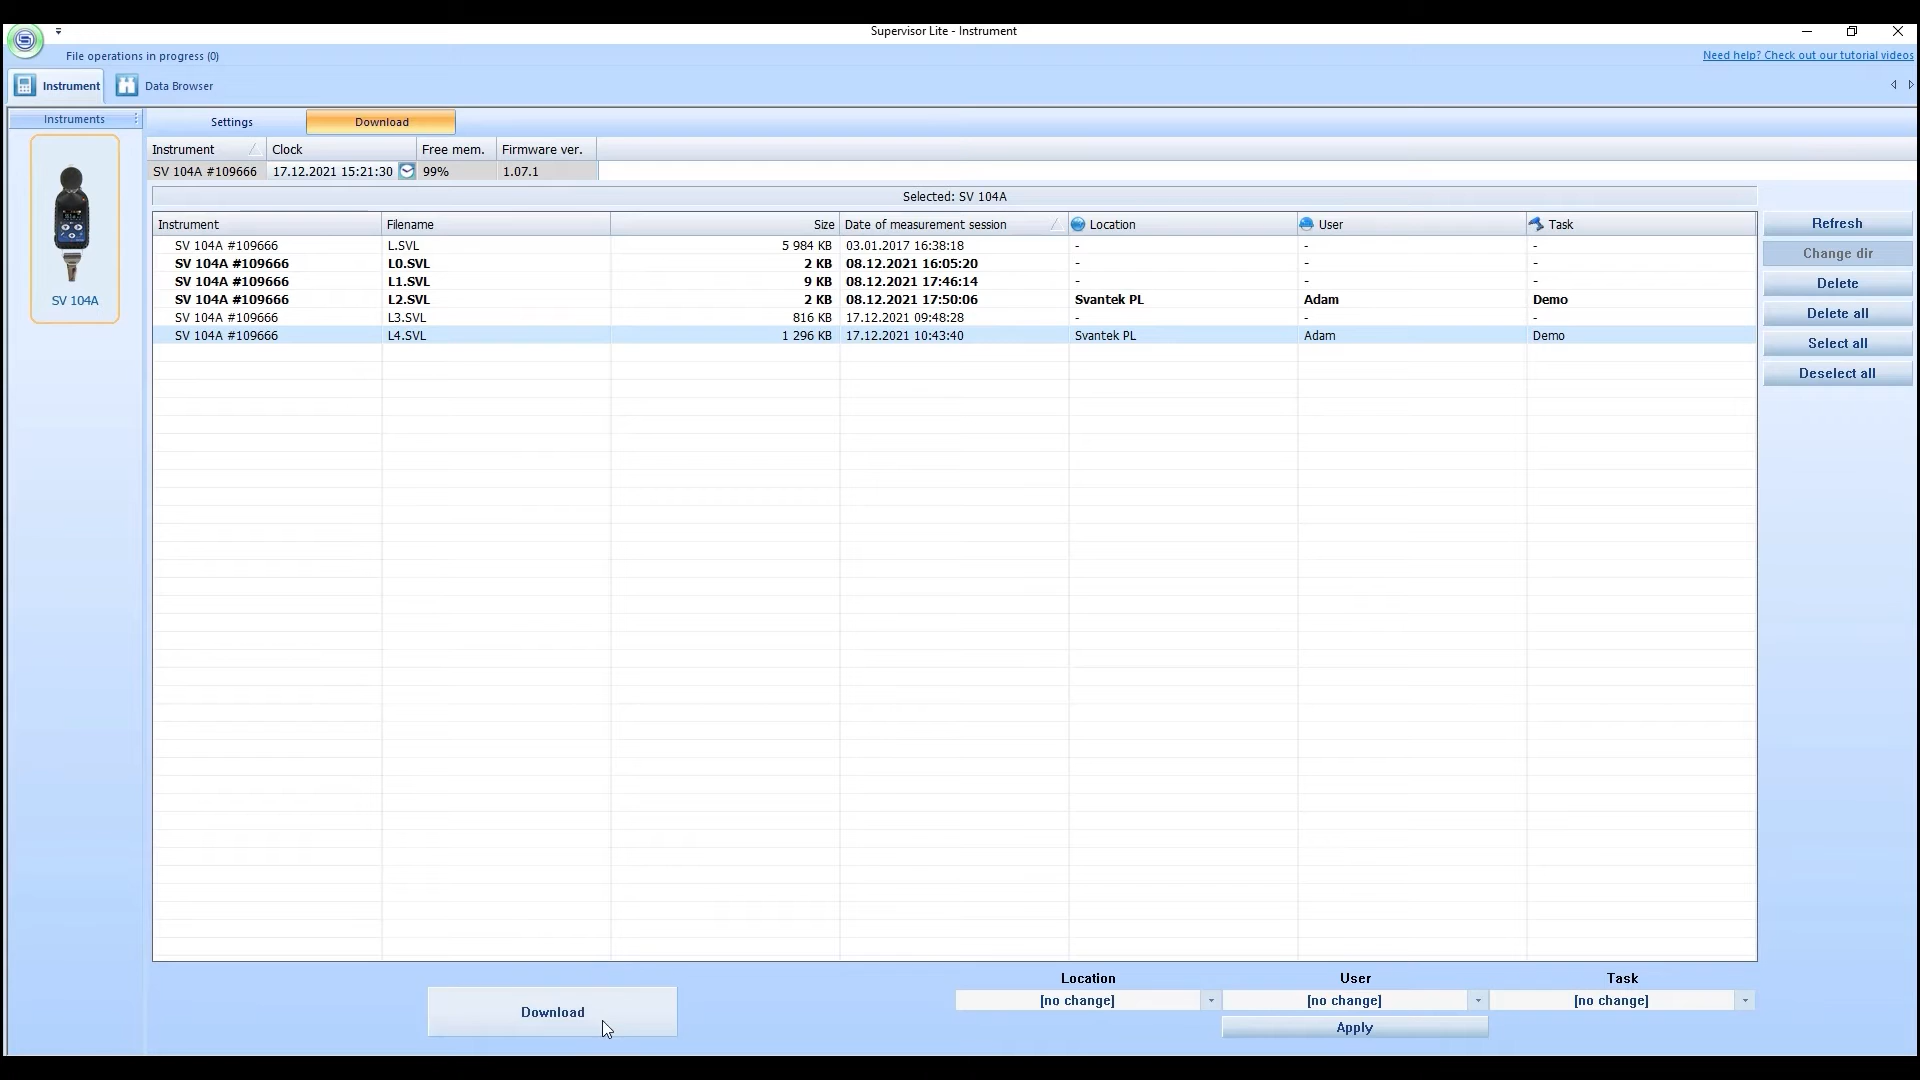 Supervisor Lite - Instrument
File operations in progress (0)
Need help? Check out our tutorial videos
Instrument Data Browser
Instruments
Settings Download
Instrument Clock Free mem. Firmware ver.
SV 104A #109666 17.12.2021 15:21:30 99% 1.07.1
Selected: SV 104A
Instrument Filename Size Date of measurement session Location User Task
SV 104A #109666 L.SVL 5 984 KB 03.01.2017 16:38:18 - - -
SV 104A #109666 L0.SVL 2 KB 08.12.2021 16:05:20 - - -
SV 104A #109666 L1.SVL 9 KB 08.12.2021 17:46:14 - - -
SV 104A #109666 L2.SVL 2 KB 08.12.2021 17:50:06 Svantek PL Adam Demo
SV 104A #109666 L3.SVL 816 KB 17.12.2021 09:48:28 - - -
SV 104A #109666 L4.SVL 1 296 KB 17.12.2021 10:43:40 Svantek PL Adam Demo
SV 104A
Refresh
Change dir
Delete
Delete all
Select all
Deselect all
Location User Task
[no change] [no change] [no change]
Download
Apply